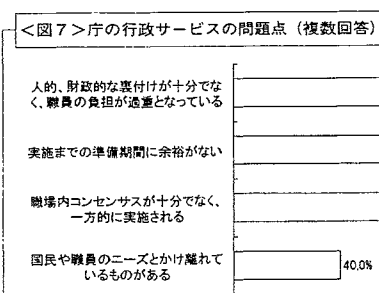 <図7>庁の行政サービスの問題点(複数回答)
人的、財政的な裏付けが十分でな
く、職員の負担が過重となっている
実施までの準備期間に余裕がない
職場内コンセンサスが十分でなく、
一方的に実施される
国民や職員のニーズとかけ離れて
いるものがある
40.0%